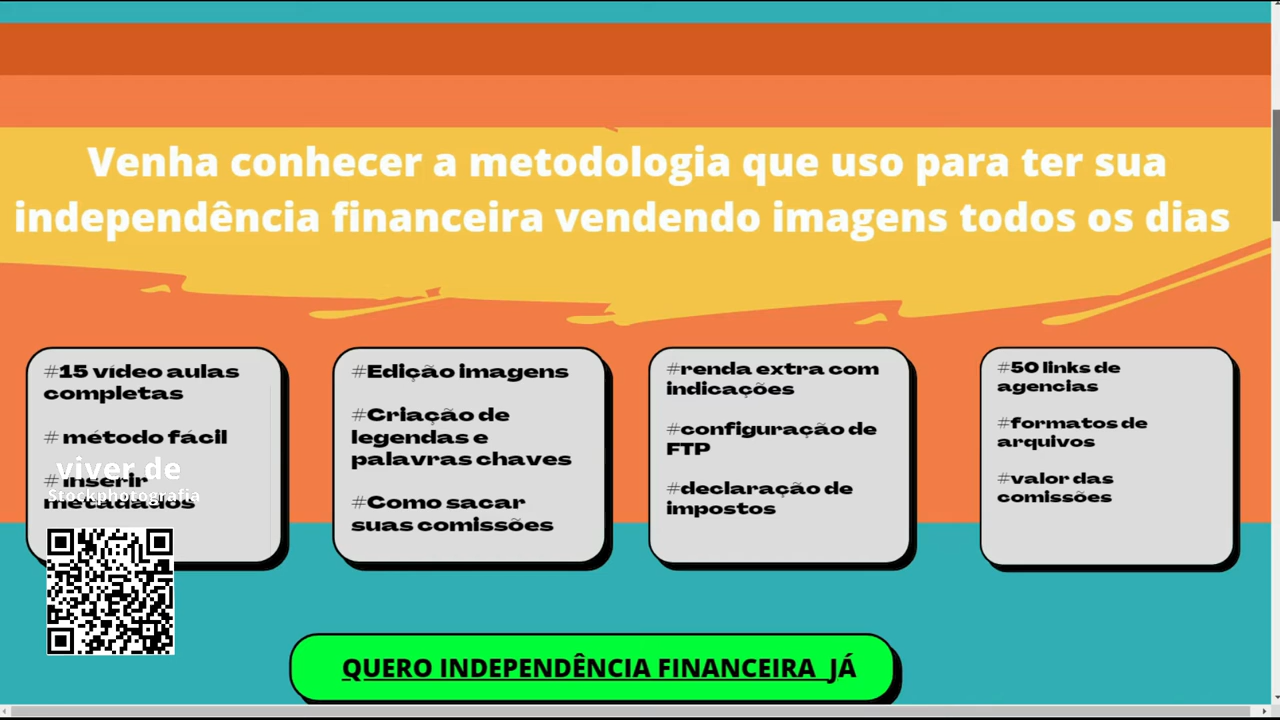 Venha conhecer a metodologia que uso para ter sua
independência financeira vendendo imagens todos os dias
#15 vídeo aulas
completas
# método fácil
# inserir
metadados
viver de
Stockphotografia
#Edição imagens
#Criação de
legendas e
palavras chaves
#Como sacar
suas comissões
#renda extra com
indicações
#configuração de
FTP
#declaração de
impostos
#50 links de
agencias
#formatos de
arquivos
#valor das
comissões
QUERO INDEPENDÊNCIA FINANCEIRA JÁ